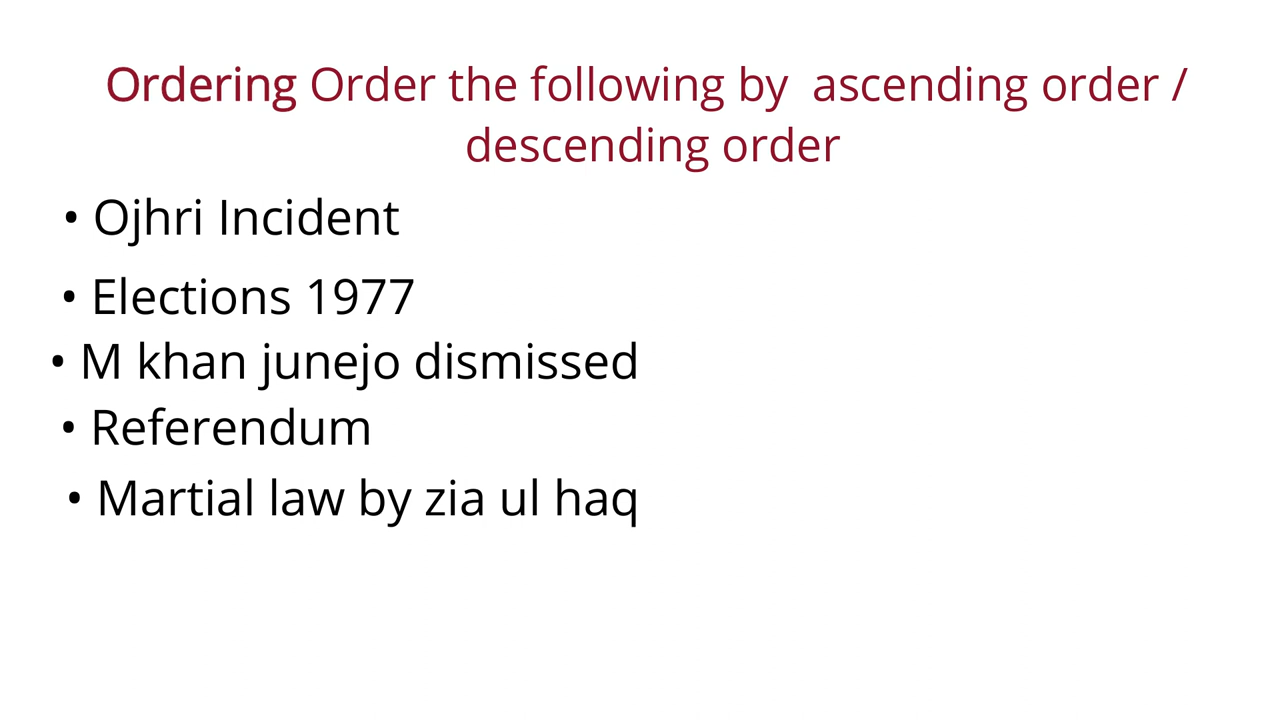 Ordering Order the following by  ascending order /
descending order
• Ojhri Incident
• Elections 1977
• M khan junejo dismissed
• Referendum
• Martial law by zia ul haq